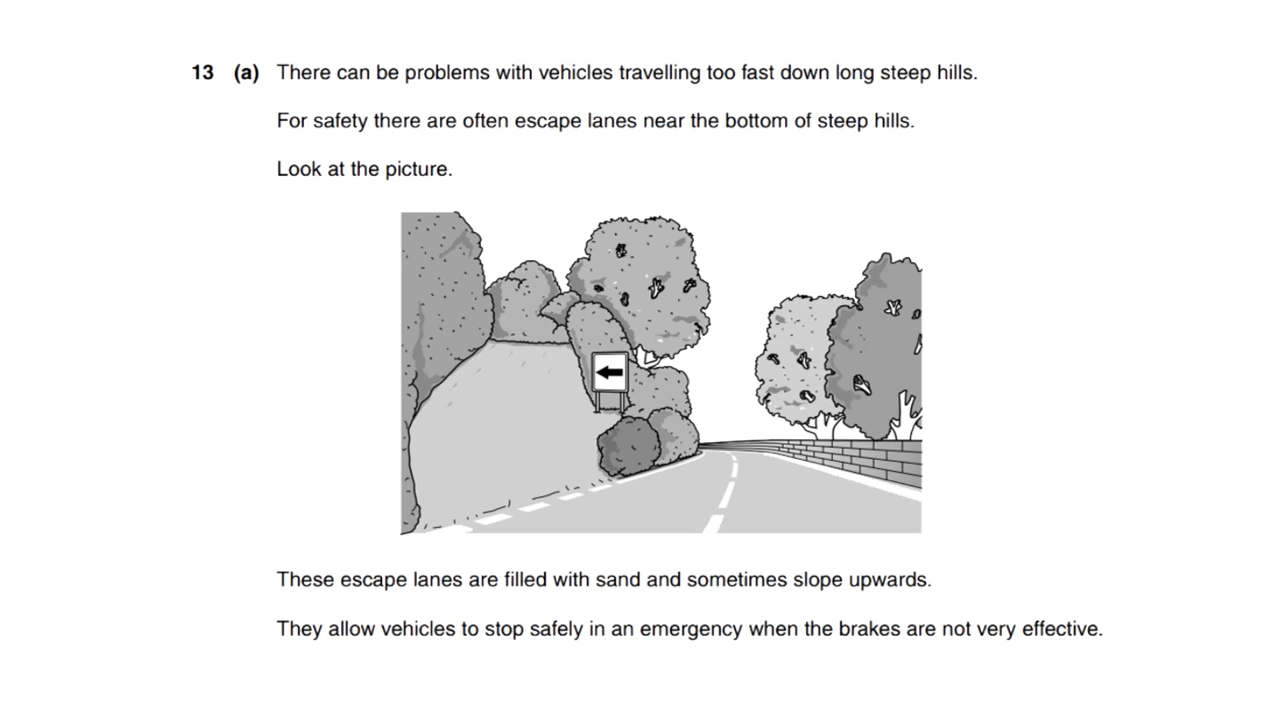 13 (a) There can be problems with vehicles travelling too fast down long steep hills.
For safety there are often escape lanes near the bottom of steep hills.
Look at the picture.
These escape lanes are filled with sand and sometimes slope upwards.
They allow vehicles to stop safely in an emergency when the brakes are not very effective.